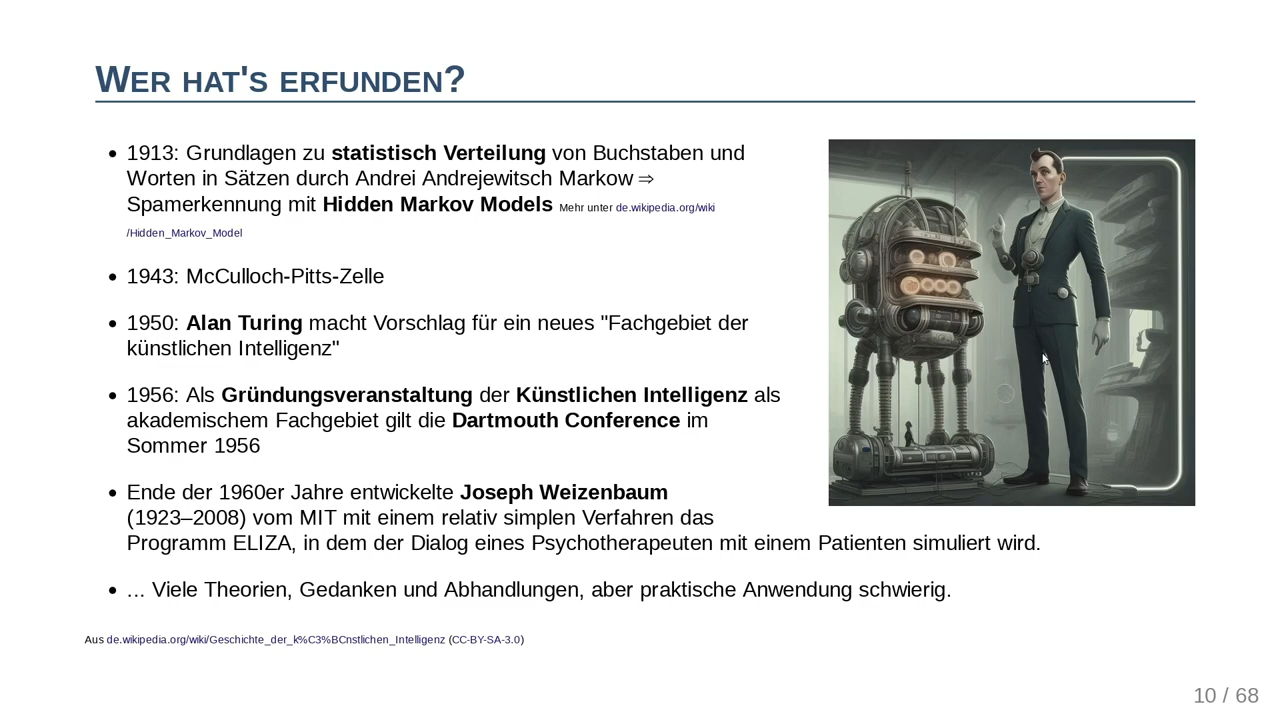 Wer hat's erfunden?
• 1913: Grundlagen zu statistisch Verteilung von Buchstaben und
Worten in Sätzen durch Andrei Andrejewitsch Markow ⇒
Spamerkennung mit Hidden Markov Models Mehr unter de.wikipedia.org/wiki
/Hidden_Markov_Model
• 1943: McCulloch-Pitts-Zelle
• 1950: Alan Turing macht Vorschlag für ein neues "Fachgebiet der
künstlichen Intelligenz"
• 1956: Als Gründungsveranstaltung der Künstlichen Intelligenz als
akademischem Fachgebiet gilt die Dartmouth Conference im
Sommer 1956
• Ende der 1960er Jahre entwickelte Joseph Weizenbaum
(1923–2008) vom MIT mit einem relativ simplen Verfahren das
Programm ELIZA, in dem der Dialog eines Psychotherapeuten mit einem Patienten simuliert wird.
• ... Viele Theorien, Gedanken und Abhandlungen, aber praktische Anwendung schwierig.
Aus de.wikipedia.org/wiki/Geschichte_der_k%C3%BCnstlichen_Intelligenz (CC-BY-SA-3.0)
10 / 68